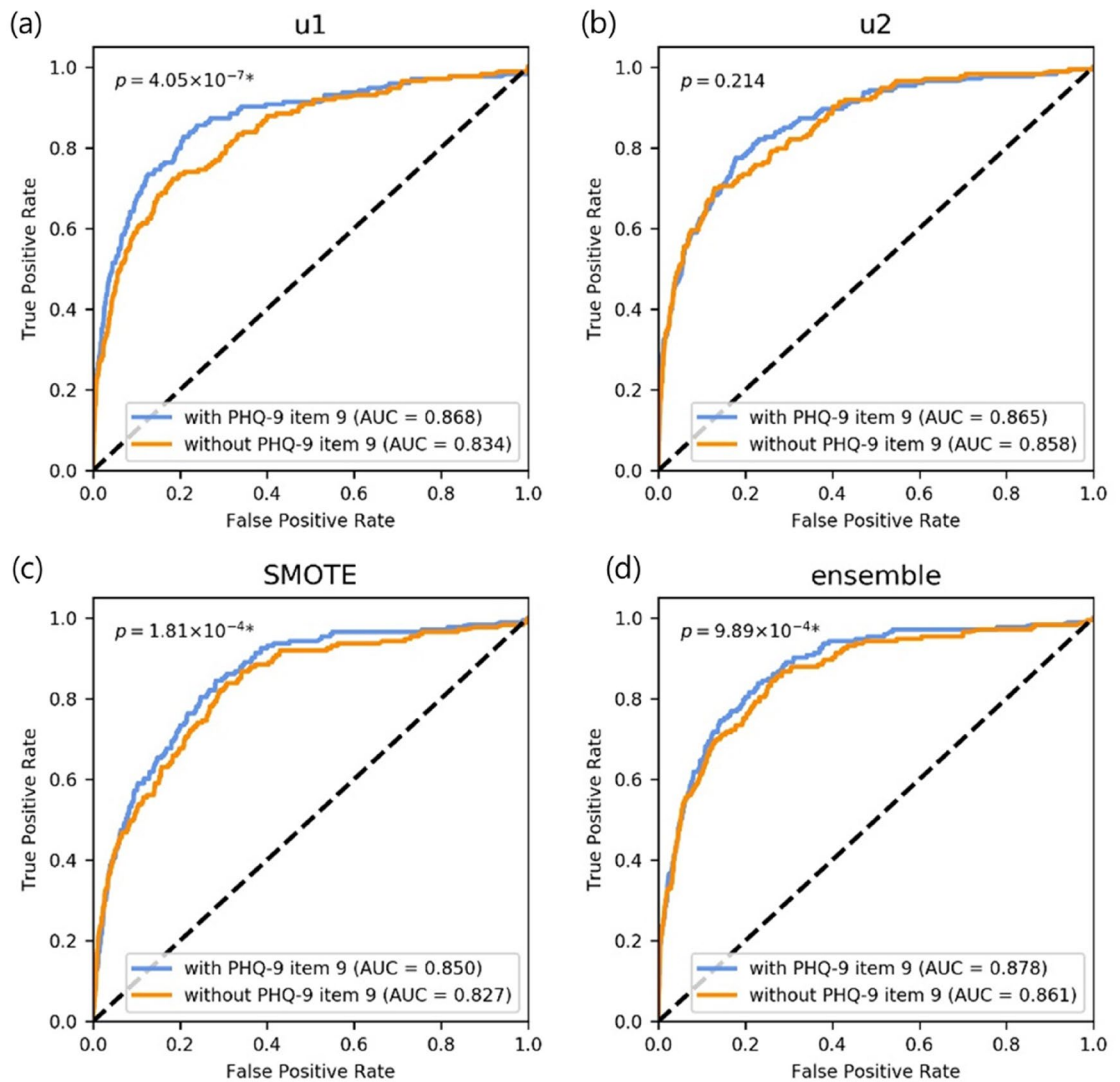 (a)
u1
p = 4.05×10⁻⁷*
True Positive Rate
1.0
0.8
0.6
0.4
0.2
0.0
with PHQ-9 item 9 (AUC = 0.868)
without PHQ-9 item 9 (AUC = 0.834)
0.0 0.2 0.4 0.6 0.8 1.0
False Positive Rate
(b)
u2
p = 0.214
True Positive Rate
1.0
0.8
0.6
0.4
0.2
0.0
with PHQ-9 item 9 (AUC = 0.865)
without PHQ-9 item 9 (AUC = 0.858)
0.0 0.2 0.4 0.6 0.8 1.0
False Positive Rate
(c)
SMOTE
p = 1.81×10⁻⁴*
True Positive Rate
1.0
0.8
0.6
0.4
0.2
0.0
with PHQ-9 item 9 (AUC = 0.850)
without PHQ-9 item 9 (AUC = 0.827)
0.0 0.2 0.4 0.6 0.8 1.0
False Positive Rate
(d)
ensemble
p = 9.89×10⁻⁴*
True Positive Rate
1.0
0.8
0.6
0.4
0.2
0.0
with PHQ-9 item 9 (AUC = 0.878)
without PHQ-9 item 9 (AUC = 0.861)
0.0 0.2 0.4 0.6 0.8 1.0
False Positive Rate